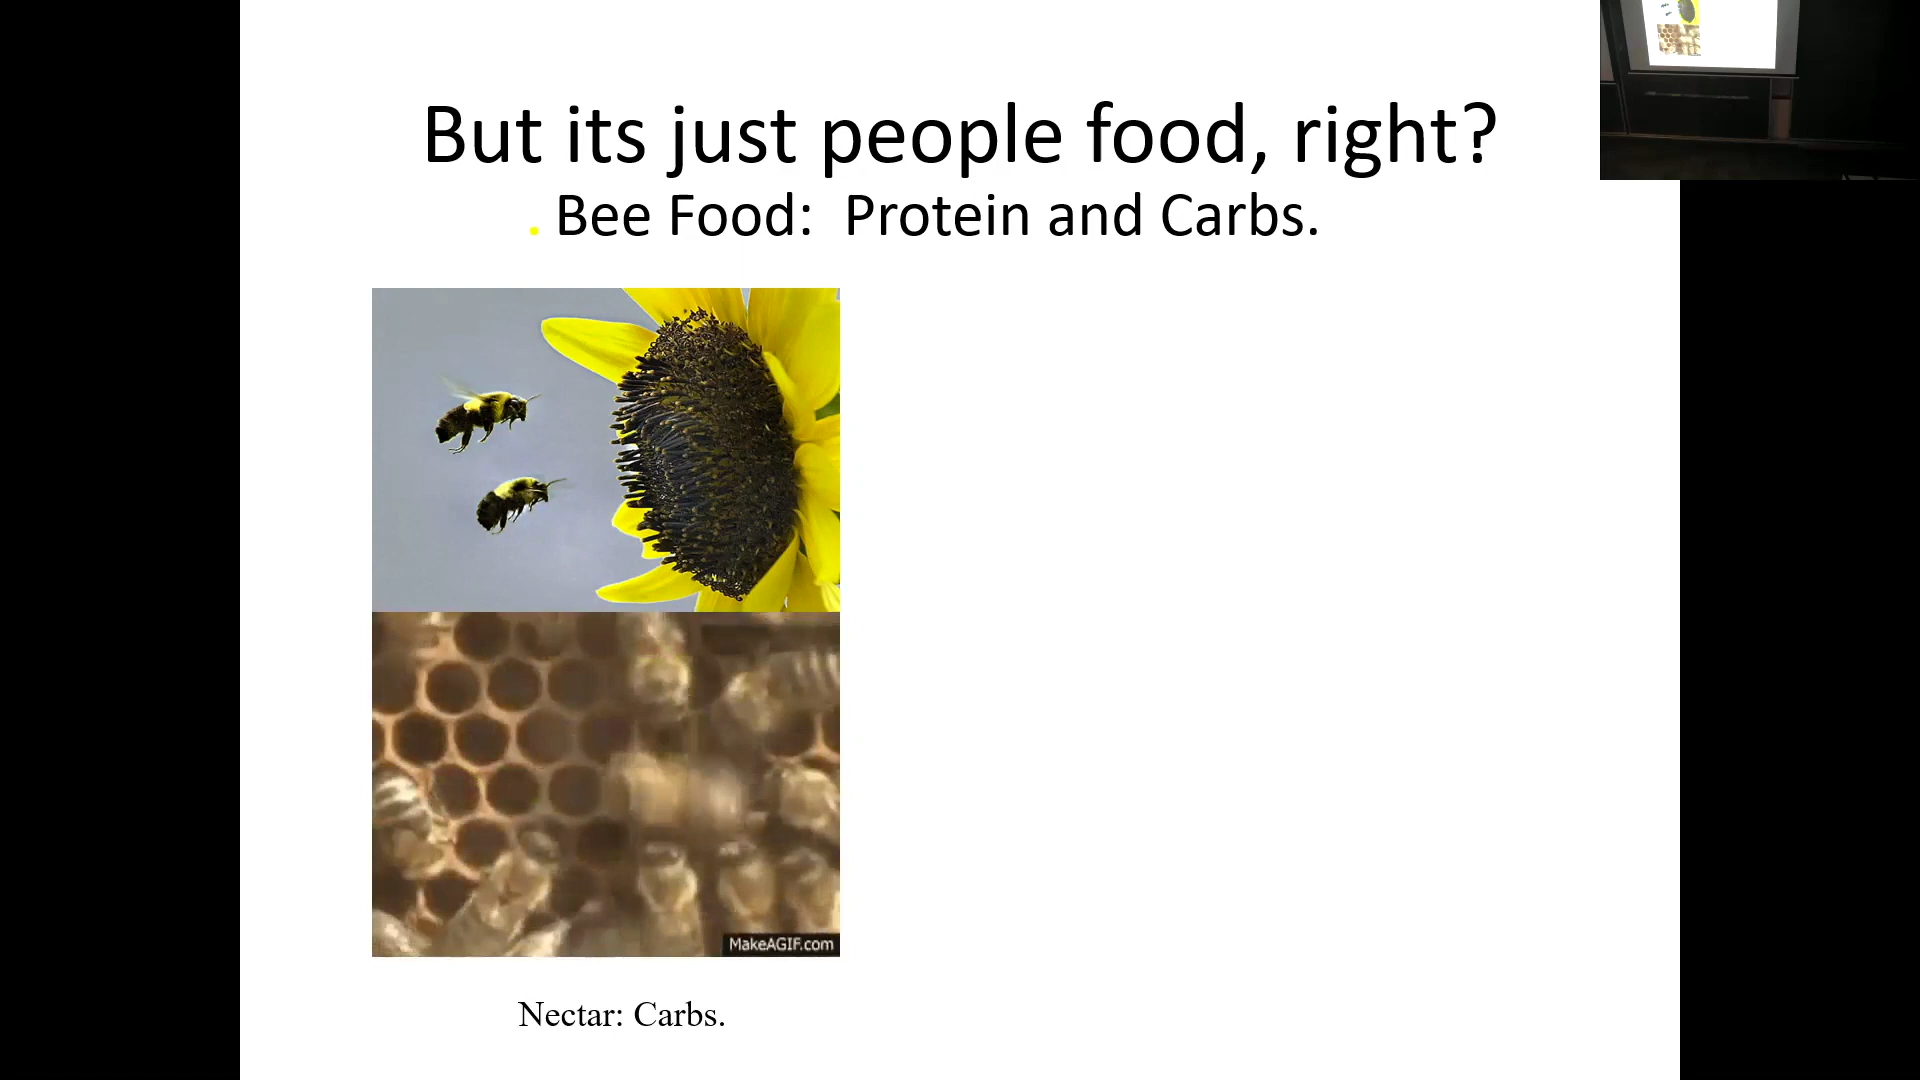 But its just people food, right?
. Bee Food: Protein and Carbs.
MakeAGIF.com
Nectar: Carbs.